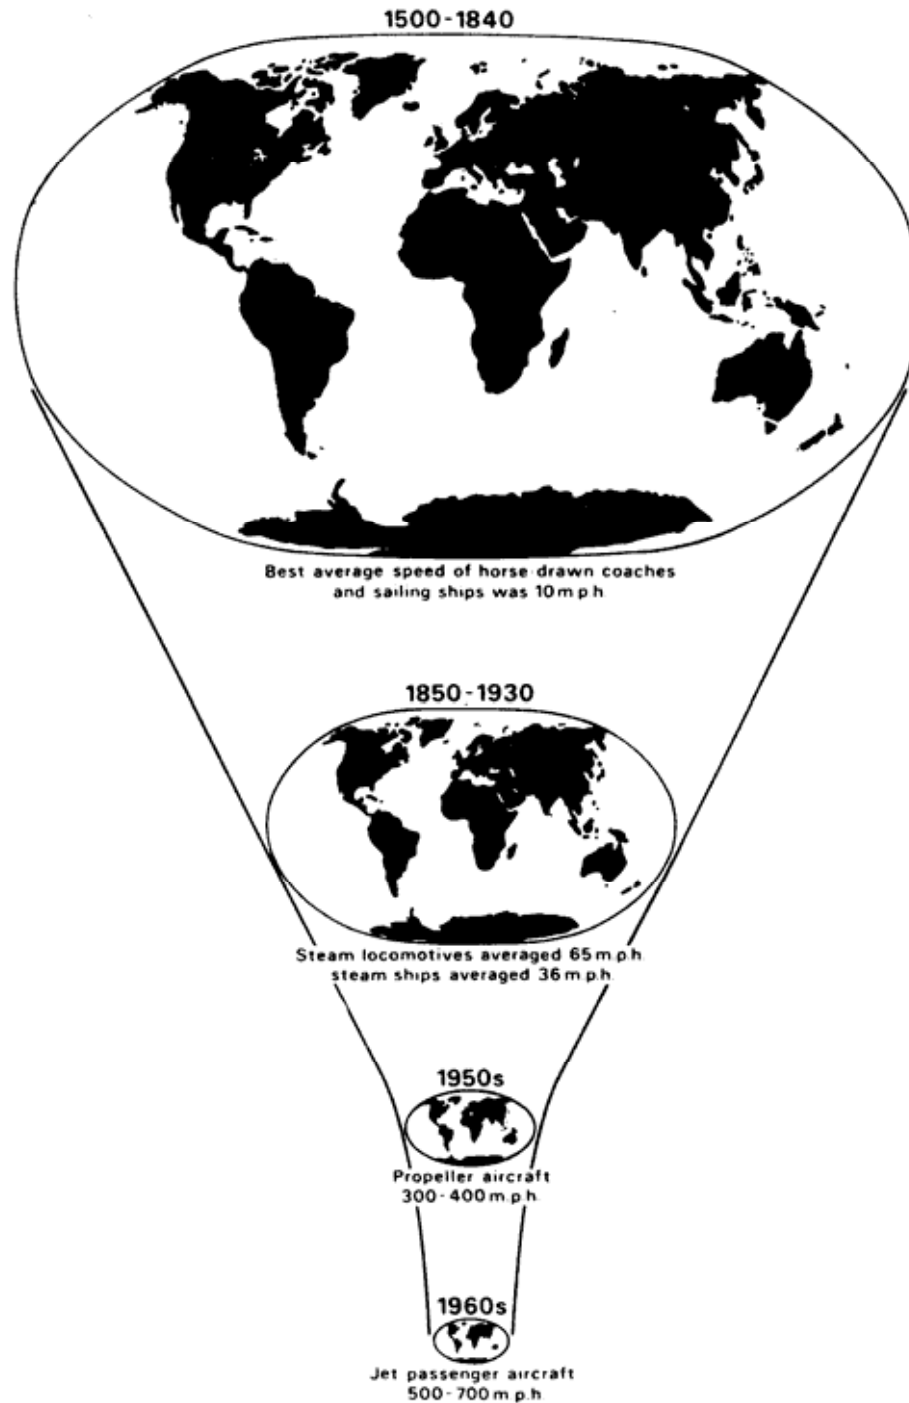 1500-1840
Best average speed of horse-drawn coaches
and sailing ships was 10 m.p.h.
1850-1930
Steam locomotives averaged 65 m.p.h.
steam ships averaged 36 m.p.h.
1950s
Propeller aircraft
300-400 m.p.h.
1960s
Jet passenger aircraft
500-700 m.p.h.